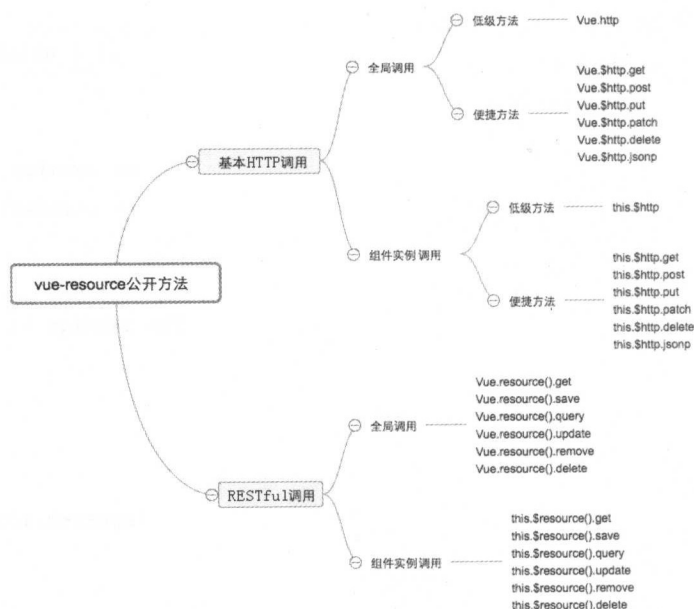 vue-resource公开方法
基本HTTP调用
全局调用
低级方法
Vue.http
便捷方法
Vue.$http.get
Vue.$http.post
Vue.$http.put
Vue.$http.patch
Vue.$http.delete
Vue.$http.jsonp
组件实例调用
低级方法
this.$http
便捷方法
this.$http.get
this.$http.post
this.$http.put
this.$http.patch
this.$http.delete
this.$http.jsonp
RESTful调用
全局调用
Vue.resource().get
Vue.resource().save
Vue.resource().query
Vue.resource().update
Vue.resource().remove
Vue.resource().delete
组件实例调用
this.$resource().get
this.$resource().save
this.$resource().query
this.$resource().update
this.$resource().remove
this.$resource().delete